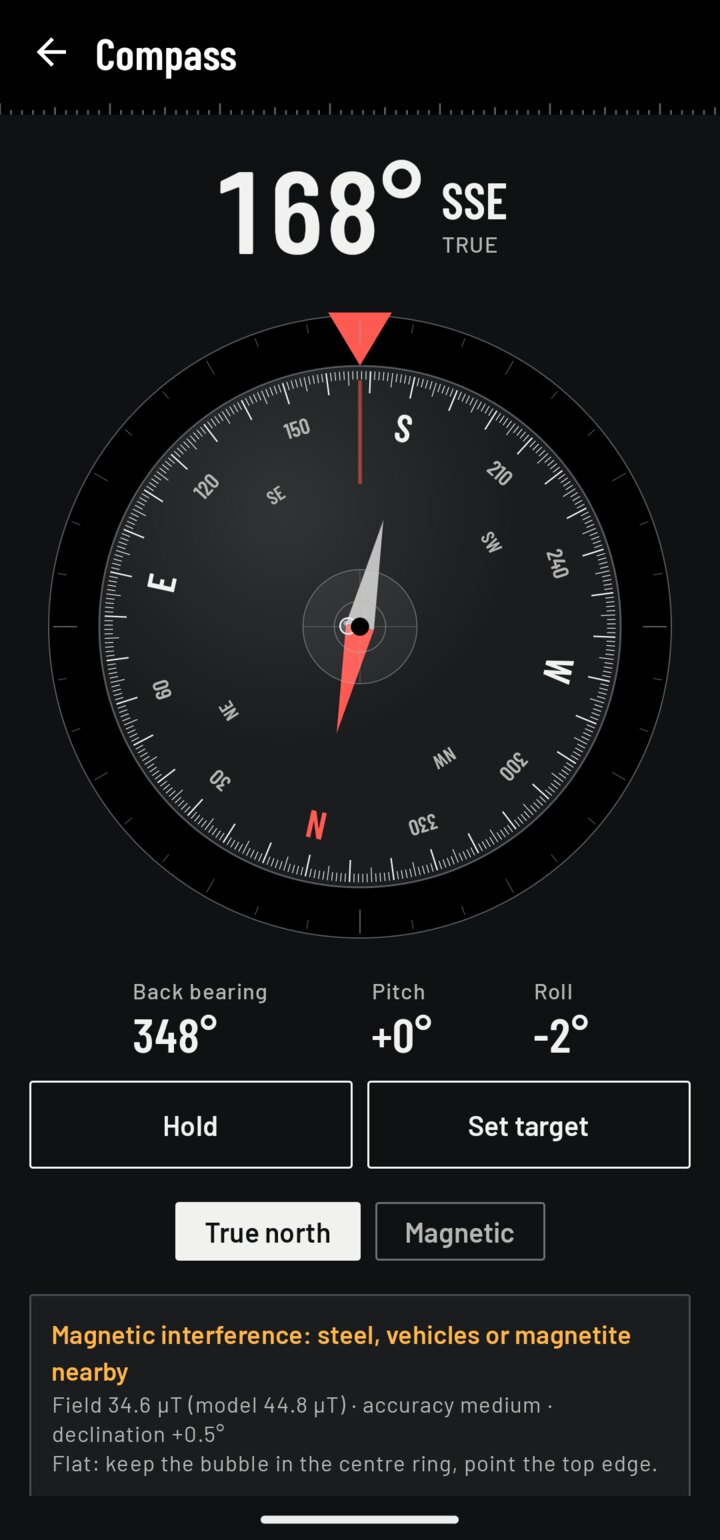 Compass
168° SSE
TRUE
S
150
210
120
SE
SW
240
E
W
60
NE
NW
300
30
N
330
Back bearing
348°
Pitch
+0°
Roll
-2°
Hold
Set target
True north
Magnetic
Magnetic interference: steel, vehicles or magnetite
nearby
Field 34.6 µT (model 44.8 µT) · accuracy medium ·
declination +0.5°
Flat: keep the bubble in the centre ring, point the top edge.